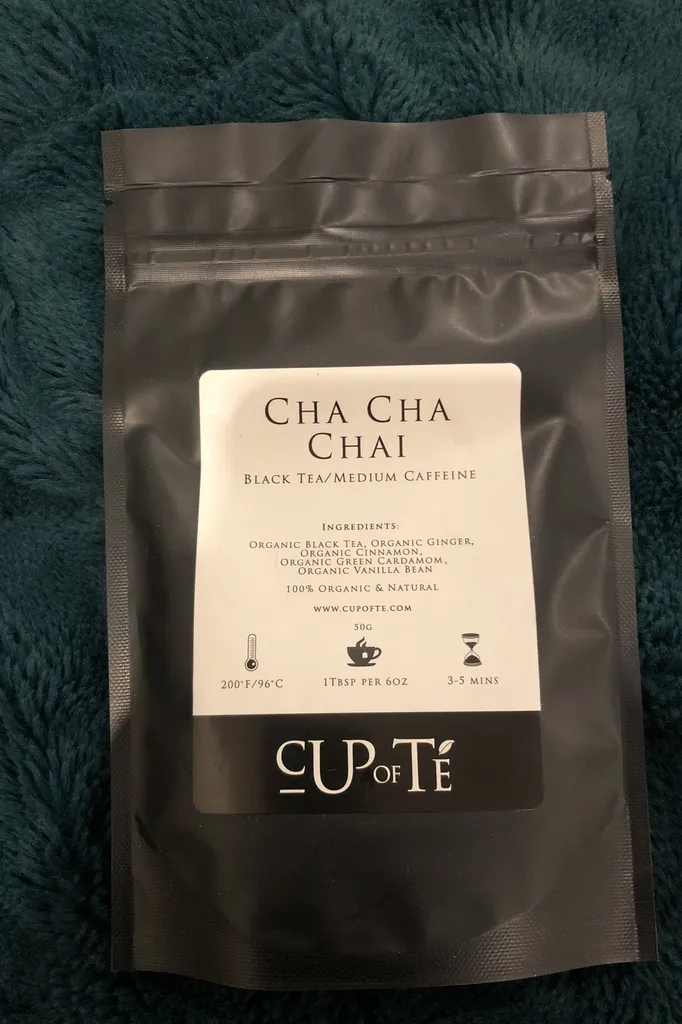 CHA CHA
CHAI
BLACK TEA/MEDIUM CAFFEINE
INGREDIENTS:
ORGANIC BLACK TEA, ORGANIC GINGER,
ORGANIC CINNAMON,
ORGANIC GREEN CARDAMOM,
ORGANIC VANILLA BEAN
100% ORGANIC & NATURAL
WWW.CUPOFTE.COM
50G
200°F/96°C 1TBSP PER 6OZ 3-5 MINS
CUP OF TÉ